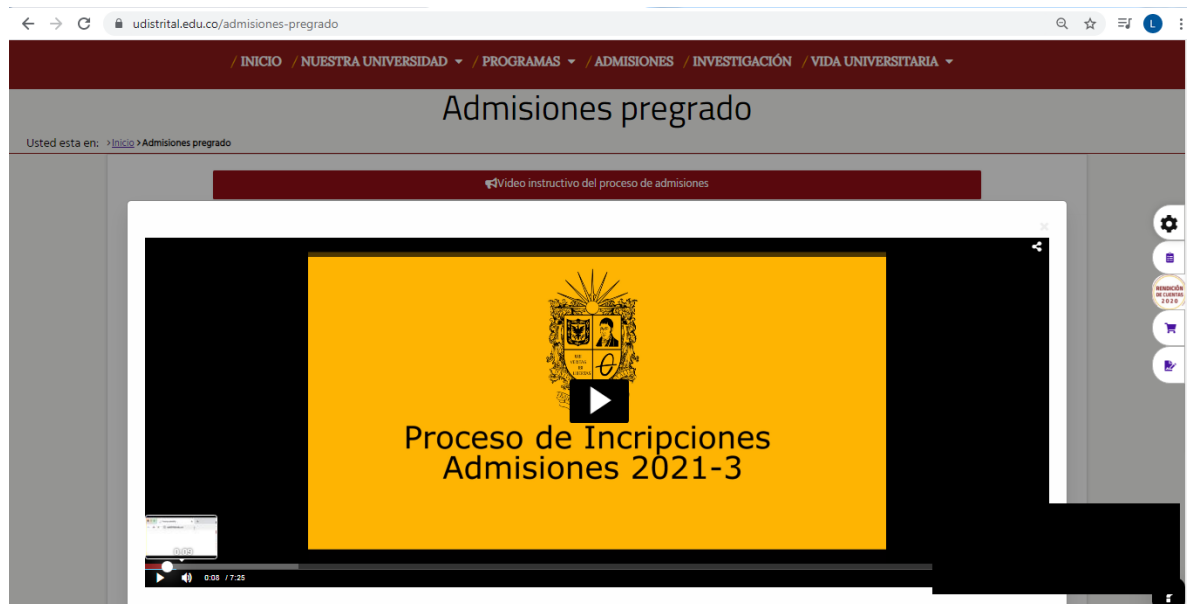 udistrital.edu.co/admisiones-pregrado
L
/ INICIO / NUESTRA UNIVERSIDAD / PROGRAMAS / ADMISIONES / INVESTIGACIÓN / VIDA UNIVERSITARIA
Admisiones pregrado
Usted esta en: >Inicio >Admisiones pregrado
Video instructivo del proceso de admisiones
×
RENDICIÓN
DE CUENTAS
2020
Proceso de Incripciones
Admisiones 2021-3
0:09
0:08 / 7:25